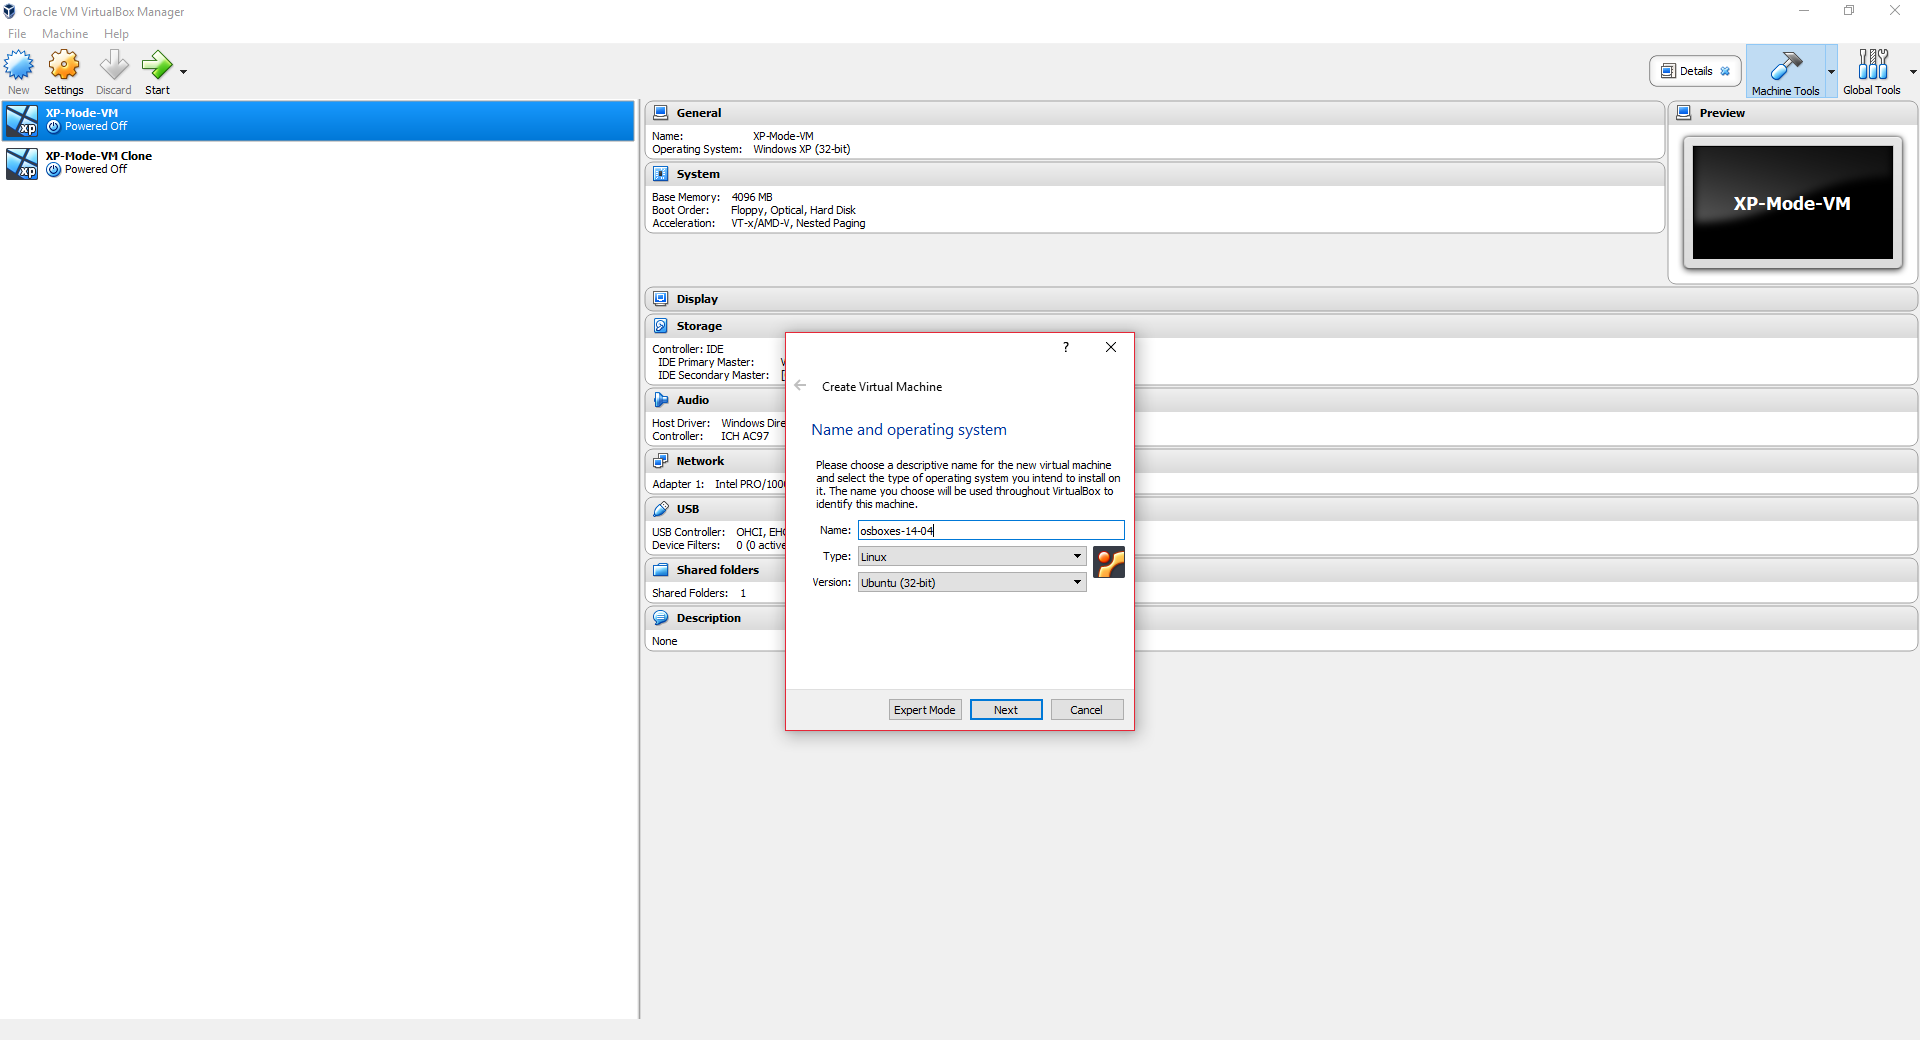 Oracle VM VirtualBox Manager
File Machine Help
New Settings Discard Start
Details Machine Tools Global Tools
XP-Mode-VM
Powered Off
XP-Mode-VM Clone
Powered Off
xp
xp
General
Name: XP-Mode-VM
Operating System: Windows XP (32-bit)
System
Base Memory: 4096 MB
Boot Order: Floppy, Optical, Hard Disk
Acceleration: VT-x/AMD-V, Nested Paging
Preview
XP-Mode-VM
Display
Storage
Controller: IDE
IDE Primary Master:
IDE Secondary Master: [
Audio
Host Driver: Windows Dire
Controller: ICH AC97
Network
Adapter 1: Intel PRO/100
USB
USB Controller: OHCI, EH
Device Filters: 0 (0 active
Shared folders
Shared Folders: 1
Description
None
?
Create Virtual Machine
Name and operating system
Please choose a descriptive name for the new virtual machine
and select the type of operating system you intend to install on
it. The name you choose will be used throughout VirtualBox to
identify this machine.
Name: osboxes-14-04
Type: Linux
Version: Ubuntu (32-bit)
Expert Mode Next Cancel